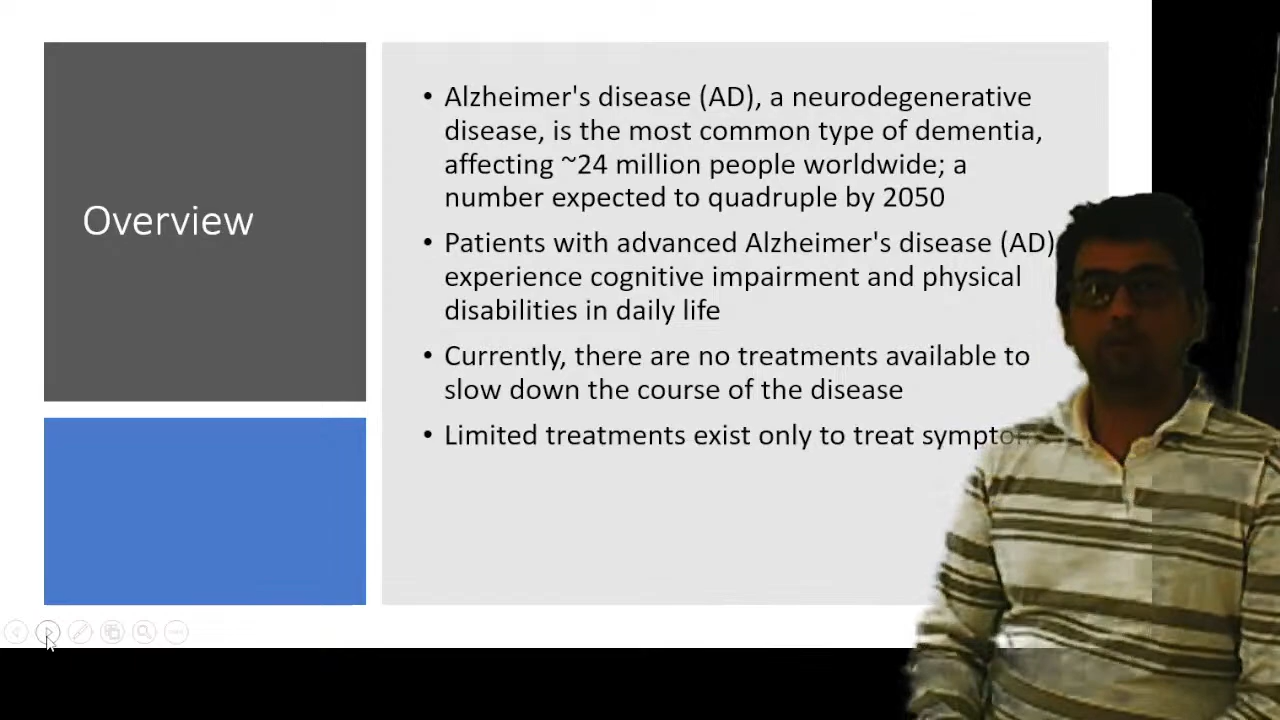 Overview
• Alzheimer's disease (AD), a neurodegenerative
disease, is the most common type of dementia,
affecting ~24 million people worldwide; a
number expected to quadruple by 2050
• Patients with advanced Alzheimer's disease (AD)
experience cognitive impairment and physical
disabilities in daily life
• Currently, there are no treatments available to
slow down the course of the disease
• Limited treatments exist only to treat